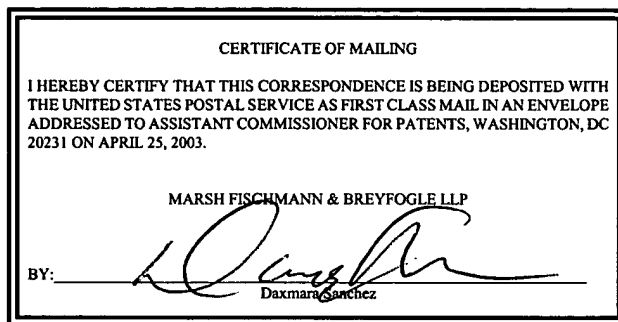 CERTIFICATE OF MAILING
I HEREBY CERTIFY THAT THIS CORRESPONDENCE IS BEING DEPOSITED WITH
THE UNITED STATES POSTAL SERVICE AS FIRST CLASS MAIL IN AN ENVELOPE
ADDRESSED TO ASSISTANT COMMISSIONER FOR PATENTS, WASHINGTON, DC
20231 ON APRIL 25, 2003.
MARSH FISCHMANN & BREYFOGLE LLP
BY:
Daxmara Sanchez